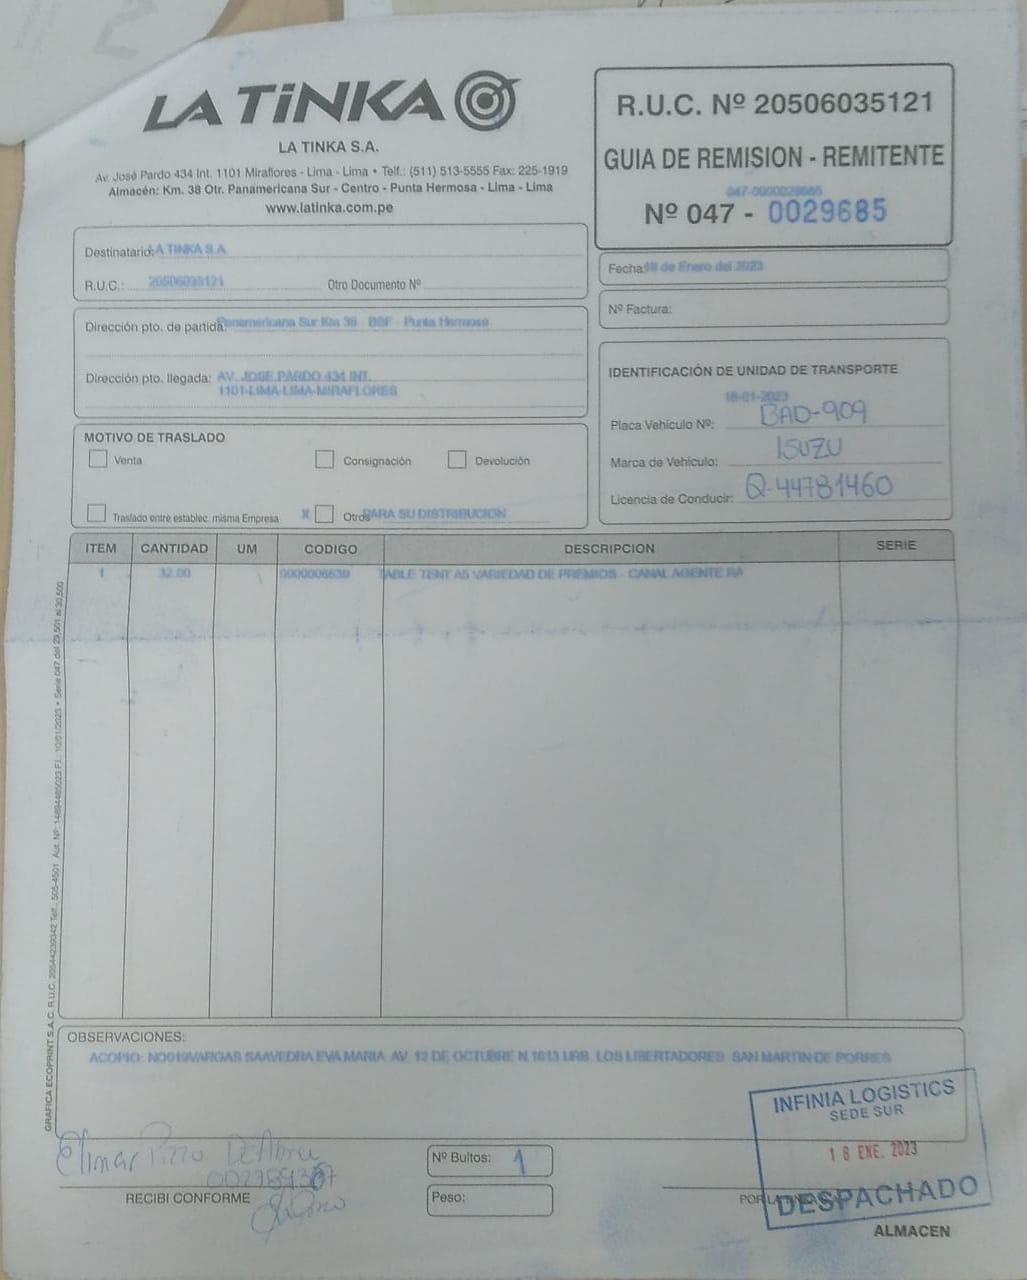 LA TiNKA
LA TINKA S.A.
Av. José Pardo 434 Int. 1101 Miraflores - Lima - Lima • Telf.: (511) 513-5555 Fax: 225-1919
Almacén: Km. 38 Otr. Panamericana Sur - Centro - Punta Hermosa - Lima - Lima
www.latinka.com.pe
R.U.C. Nº 20506035121
GUIA DE REMISION - REMITENTE
047-0000029685
Nº 047 - 0029685
Destinatario: LA TINKA S.A.
R.U.C.: 20506035121 Otro Documento Nº
Fecha: 18 de Enero del 2023
Nº Factura:
Dirección pto. de partida: Panamericana Sur Km 38 - BSF - Punta Hermosa
Dirección pto. llegada: AV. JOSE PARDO 434 INT.
1101-LIMA-LIMA-MIRAFLORES
IDENTIFICACIÓN DE UNIDAD DE TRANSPORTE
18-01-2023
Placa Vehículo Nº: BAD-909
Marca de Vehículo: ISUZU
Licencia de Conducir: Q-44781460
MOTIVO DE TRASLADO
Venta Consignación Devolución
Traslado entre establec. misma Empresa X Otros PARA SU DISTRIBUCION
ITEM CANTIDAD UM CODIGO DESCRIPCION SERIE
1 32.00 0000006639 TABLE TENT A5 VARIEDAD DE PREMIOS - CANAL AGENTE RA
GRAFICA ECOPRINT S.A.C. R.U.C. 20544239342 Telf.: 505-4501 Aut. Nº: 14894485023 F.I.: 10/01/2023 • Serie 047 del 29,501 al 30,500
OBSERVACIONES:
ACOPIO: NO019VARGAS SAAVEDRA EVA MARIA AV. 12 DE OCTUBRE N.1613 URB. LOS LIBERTADORES SAN MARTIN DE PORRES
INFINIA LOGISTICS
SEDE SUR
18 ENE. 2023
DESPACHADO
Elimar Pizzo De Abreu
RECIBI CONFORME
Nº Bultos: 1
Peso:
POR LA TINKA
ALMACEN